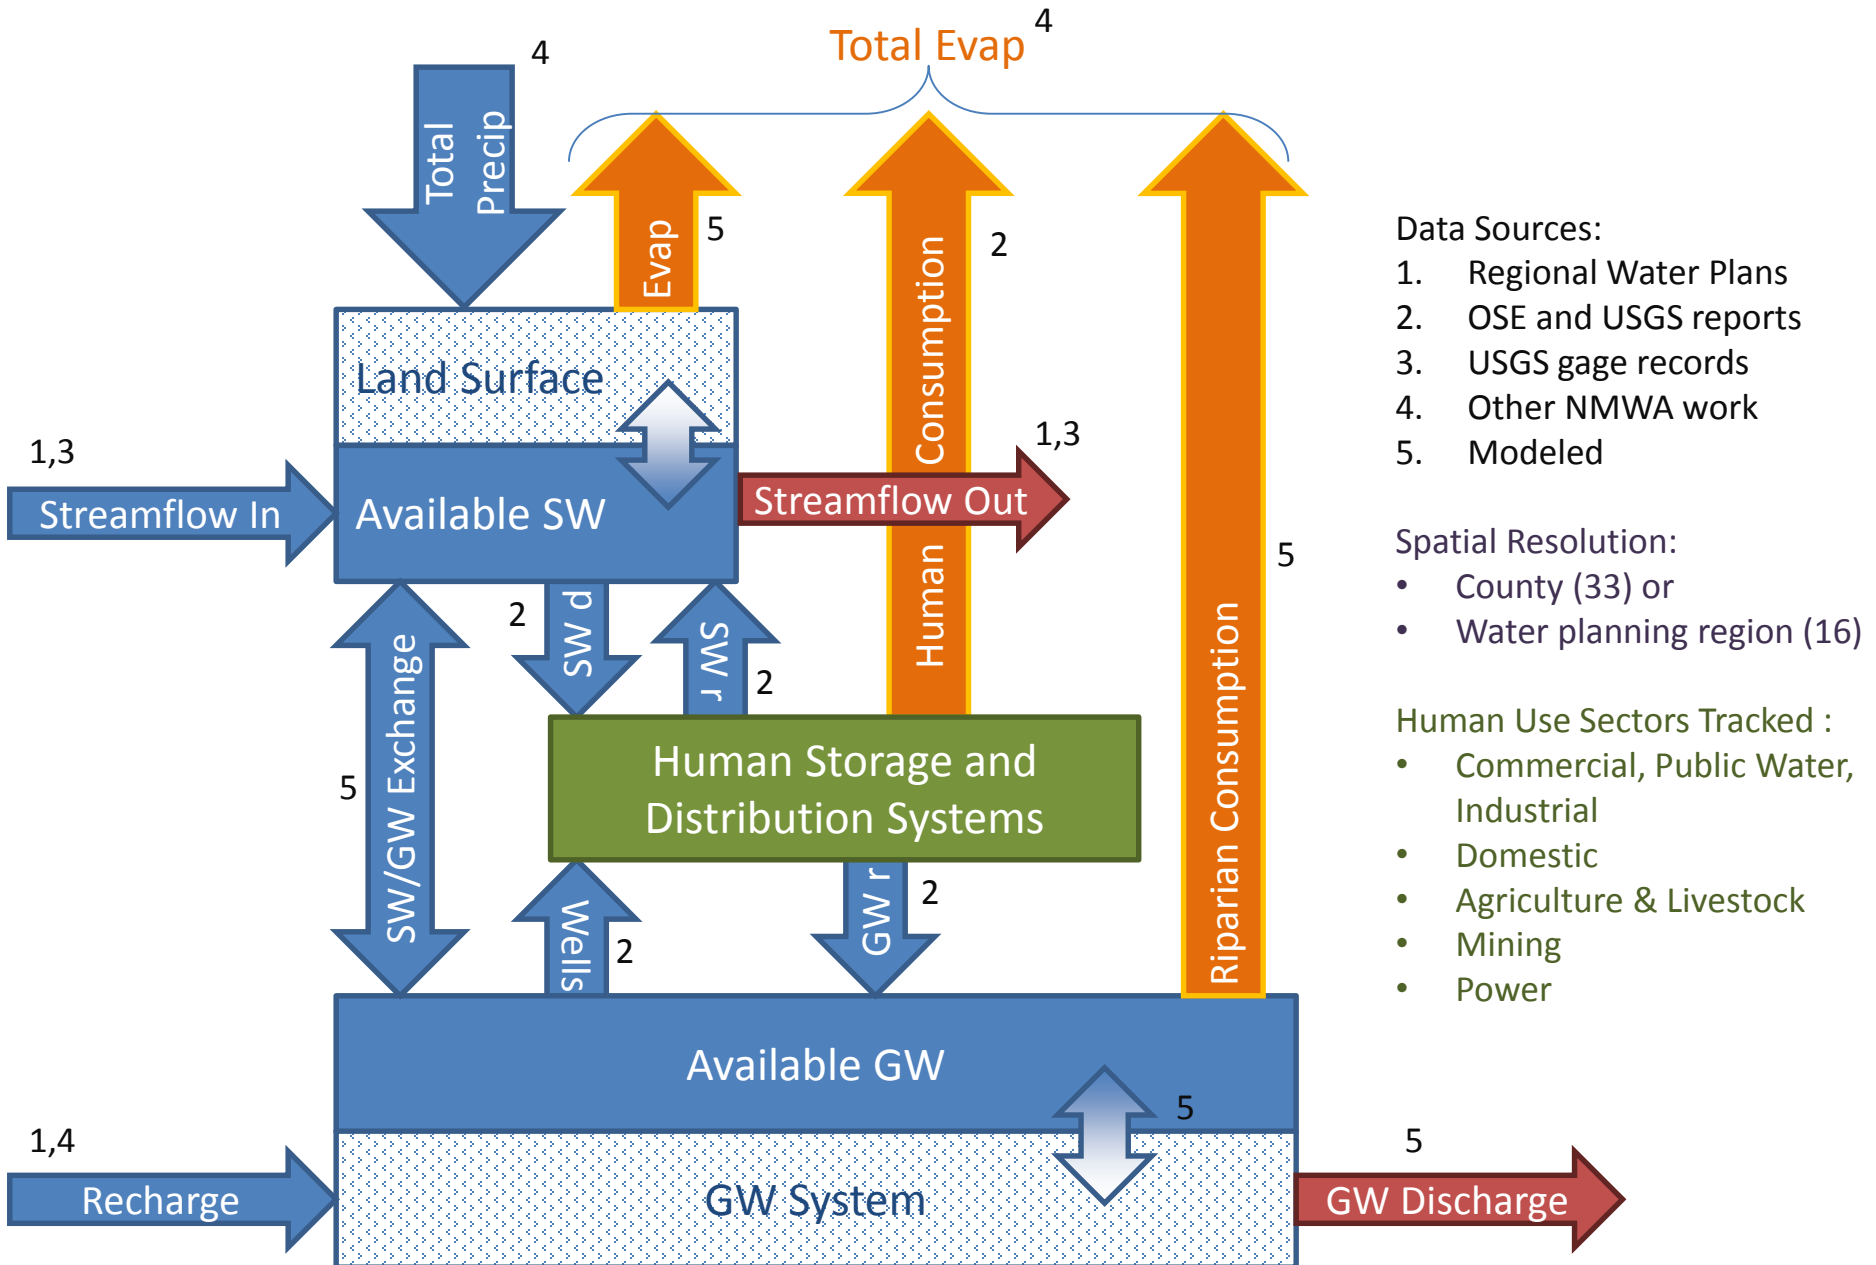 4
Total Evap
4
Total
Precip
Evap
5
Human Consumption
2
Riparian Consumption
5
Land Surface
1,3
Streamflow In
Available SW
1,3
Streamflow Out
SW/GW Exchange
5
2
SW d
SW r
2
Human Storage and
Distribution Systems
Wells
2
GW r
2
Available GW
5
1,4
Recharge
GW System
5
GW Discharge
Data Sources:
1. Regional Water Plans
2. OSE and USGS reports
3. USGS gage records
4. Other NMWA work
5. Modeled
Spatial Resolution:
• County (33) or
• Water planning region (16)
Human Use Sectors Tracked :
• Commercial, Public Water,
Industrial
• Domestic
• Agriculture & Livestock
• Mining
• Power